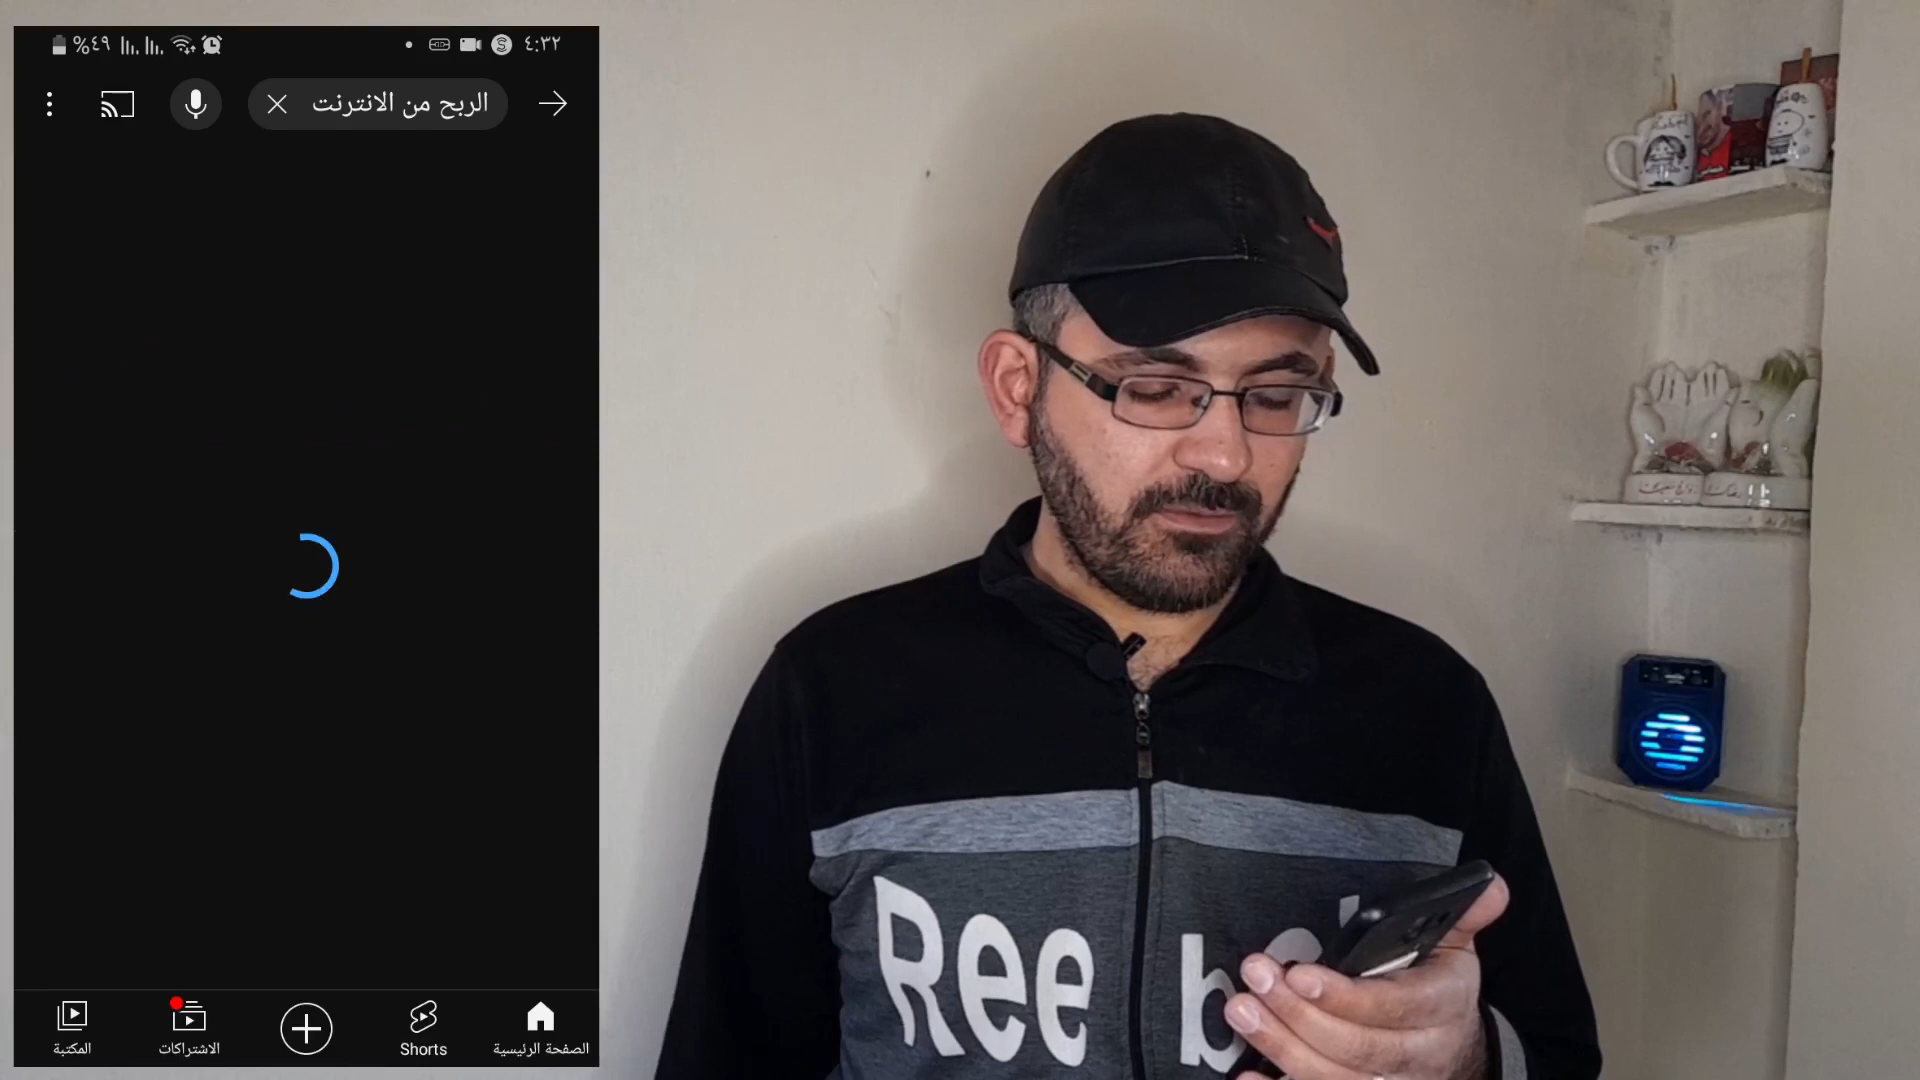 %٤٩ ٤:٣٢
الربح من الانترنت
المكتبة
الاشتراكات
Shorts
الصفحة الرئيسية
Ree b